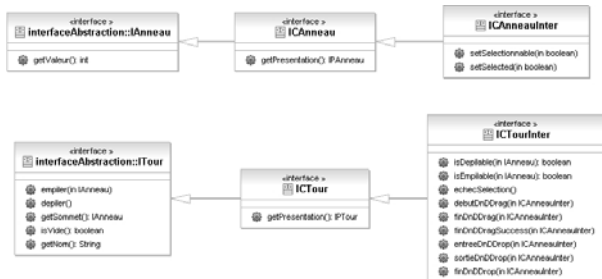 «interface »
interfaceAbstraction::IAnneau
getValeur(): int
«interface »
ICAnneau
getPresentation(): IPAnneau
«interface »
ICAnneauInter
setSelectionnable(in boolean)
setSelected(in boolean)
«interface »
interfaceAbstraction::ITour
empiler(in IAnneau)
depiler()
getSommet(): IAnneau
isVide(): boolean
getNom(): String
«interface »
ICTour
getPresentation(): IPTour
«interface »
ICTourInter
isDepilable(in IAnneau): boolean
isEmpilable(in IAnneau): boolean
echecSelection()
debutDnDDrag(in ICAnneauInter)
finDnDDrag(in ICAnneauInter)
finDnDDragSuccess(in ICAnneauInter)
entreeDnDDrop(in ICAnneauInter)
sortieDnDDrop(in ICAnneauInter)
finDnDDrop(in ICAnneauInter)